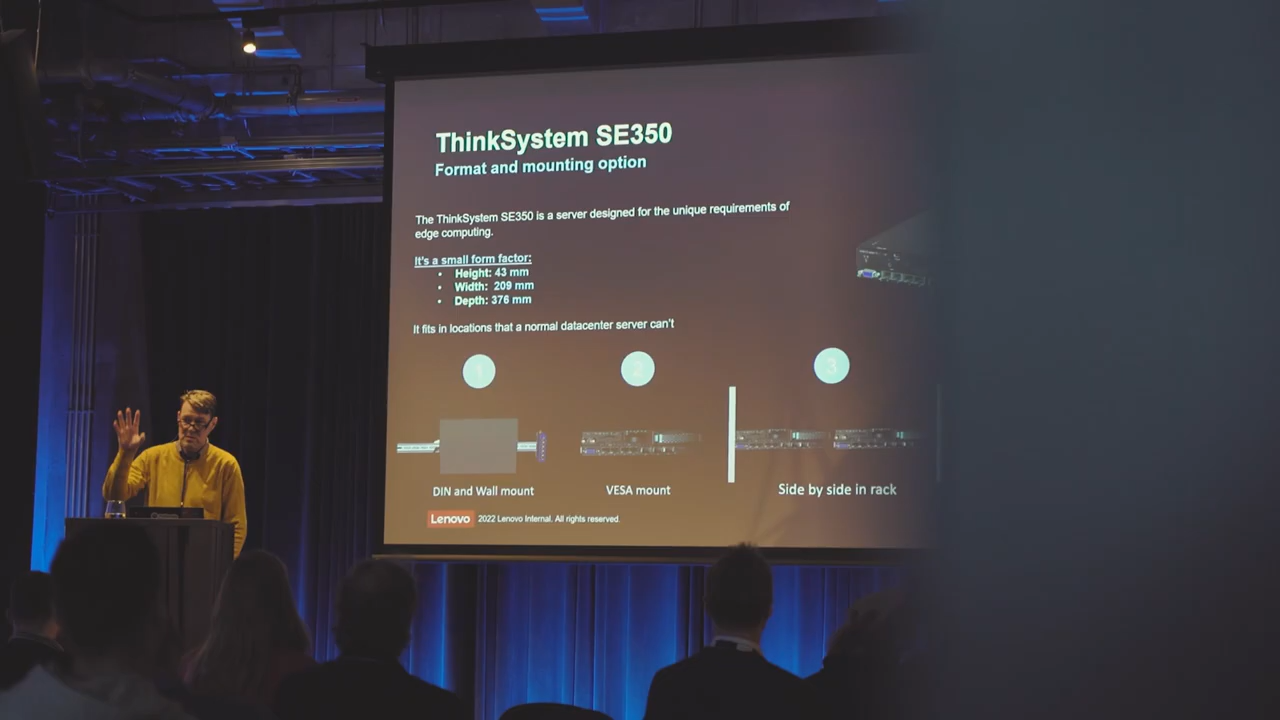 ThinkSystem SE350
Format and mounting option
The ThinkSystem SE350 is a server designed for the unique requirements of
edge computing.
It's a small form factor:
• Height: 43 mm
• Width: 209 mm
• Depth: 376 mm
It fits in locations that a normal datacenter server can't
1
2
3
DIN and Wall mount
VESA mount
Side by side in rack
Lenovo 2022 Lenovo Internal. All rights reserved.